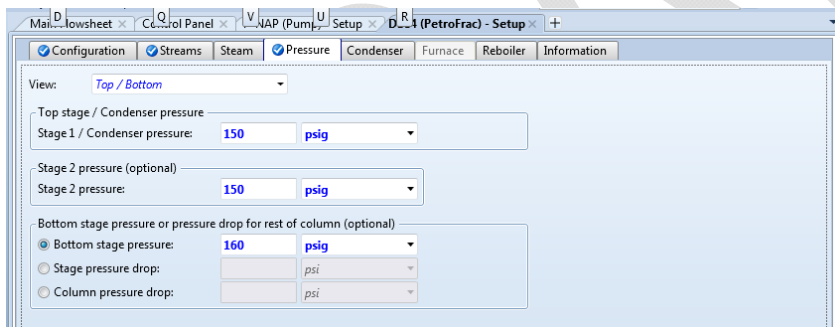 D Q V U R
Main Flowsheet Control Panel NAP (Pump) Setup (PetroFrac) - Setup +
Configuration Streams Steam Pressure Condenser Furnace Reboiler Information
View: Top / Bottom
Top stage / Condenser pressure
Stage 1 / Condenser pressure: 150 psig
Stage 2 pressure (optional)
Stage 2 pressure: 150 psig
Bottom stage pressure or pressure drop for rest of column (optional)
Bottom stage pressure: 160 psig
Stage pressure drop: psi
Column pressure drop: psi